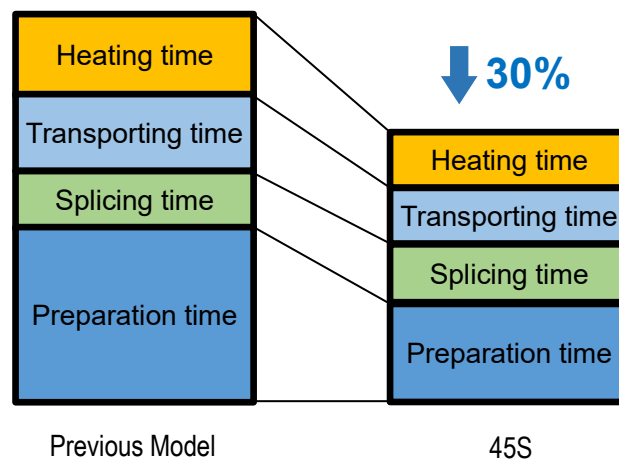 Heating time
Transporting time
Splicing time
Preparation time
Previous Model
30%
Heating time
Transporting time
Splicing time
Preparation time
45S